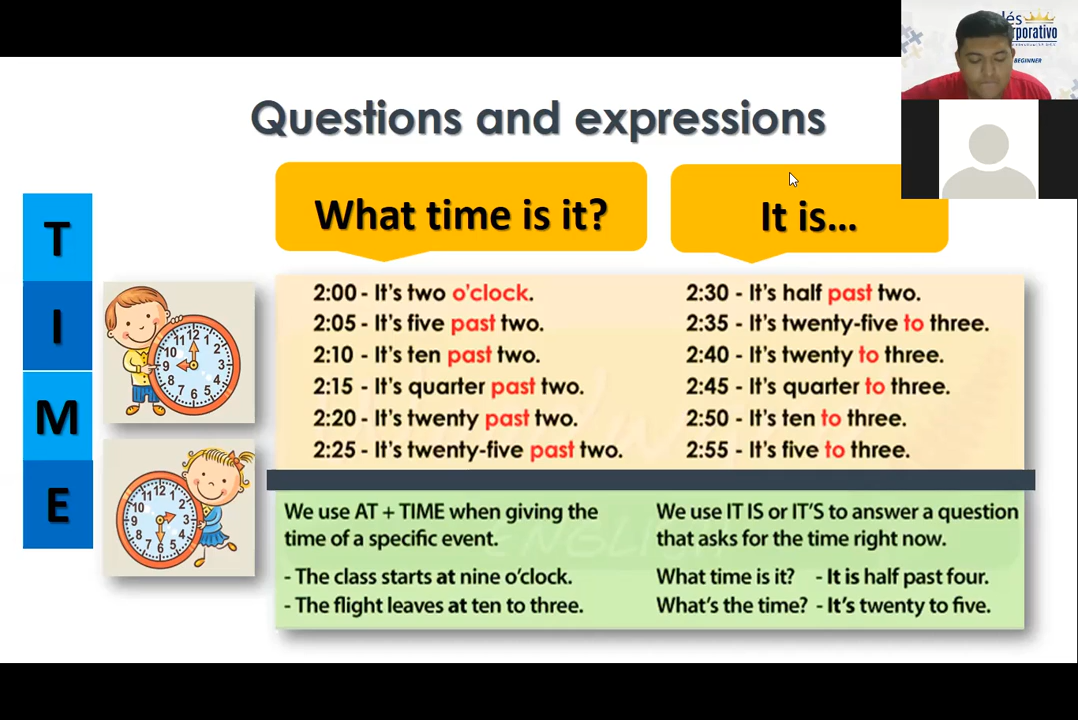 és
rporativo
BEGINNER
Questions and expressions
What time is it?
It is...
T
I
M
E
2:00 - It's two o'clock.
2:05 - It's five past two.
2:10 - It's ten past two.
2:15 - It's quarter past two.
2:20 - It's twenty past two.
2:25 - It's twenty-five past two.
2:30 - It's half past two.
2:35 - It's twenty-five to three.
2:40 - It's twenty to three.
2:45 - It's quarter to three.
2:50 - It's ten to three.
2:55 - It's five to three.
We use AT + TIME when giving the
time of a specific event.
- The class starts at nine o'clock.
- The flight leaves at ten to three.
We use IT IS or IT'S to answer a question
that asks for the time right now.
What time is it? - It is half past four.
What's the time? - It's twenty to five.